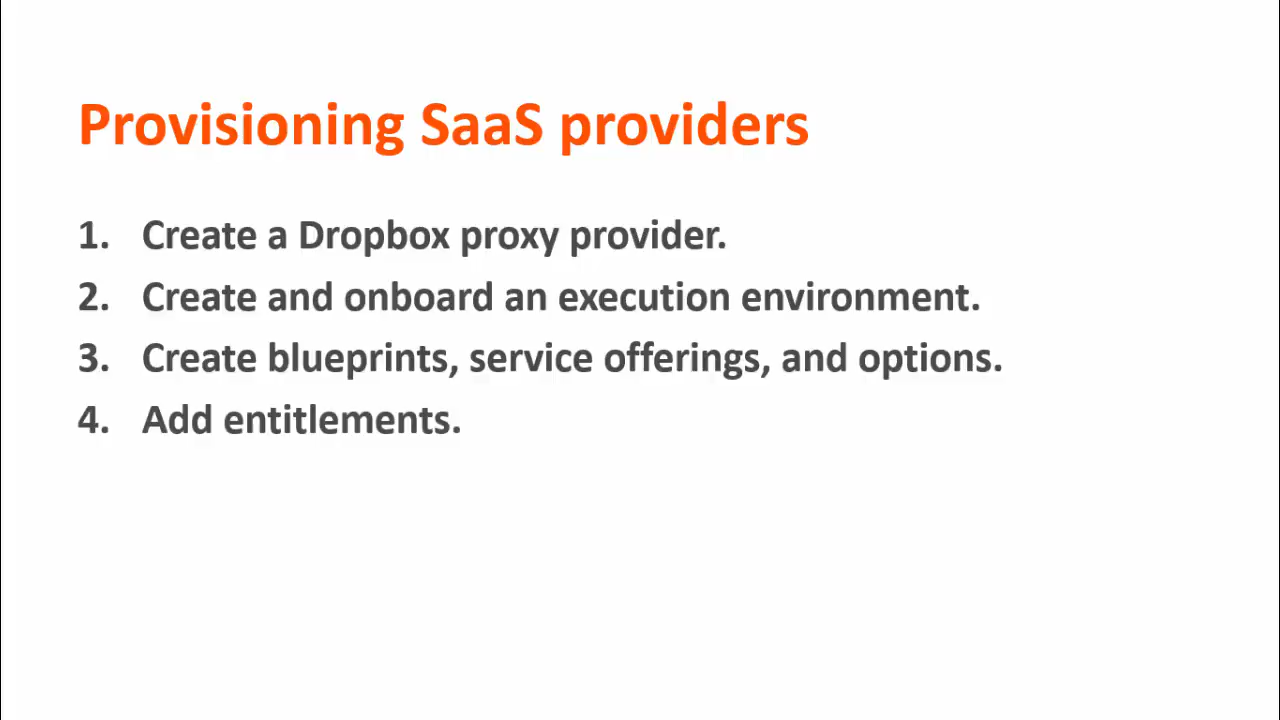 Provisioning SaaS providers
1. Create a Dropbox proxy provider.
2. Create and onboard an execution environment.
3. Create blueprints, service offerings, and options.
4. Add entitlements.